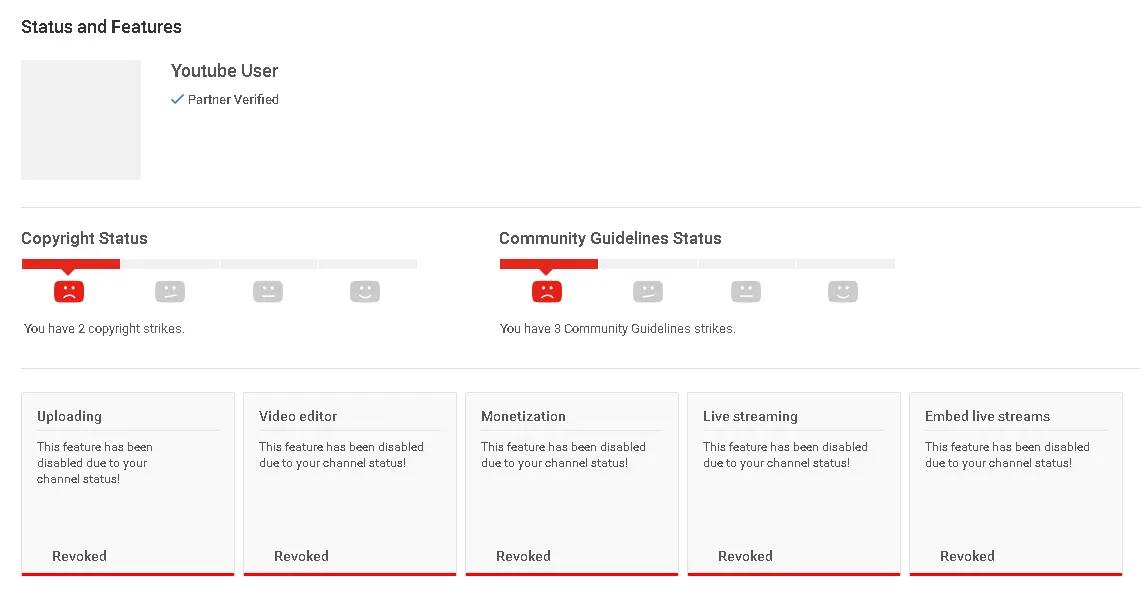 Status and Features
Youtube User
Partner Verified
Copyright Status
Community Guidelines Status
You have 2 copyright strikes.
You have 3 Community Guidelines strikes.
Uploading
This feature has been
disabled due to your
channel status!
Revoked
Video editor
This feature has been disabled
due to your channel status!
Revoked
Monetization
This feature has been disabled
due to your channel status!
Revoked
Live streaming
This feature has been disabled
due to your channel status!
Revoked
Embed live streams
This feature has been disabled
due to your channel status!
Revoked